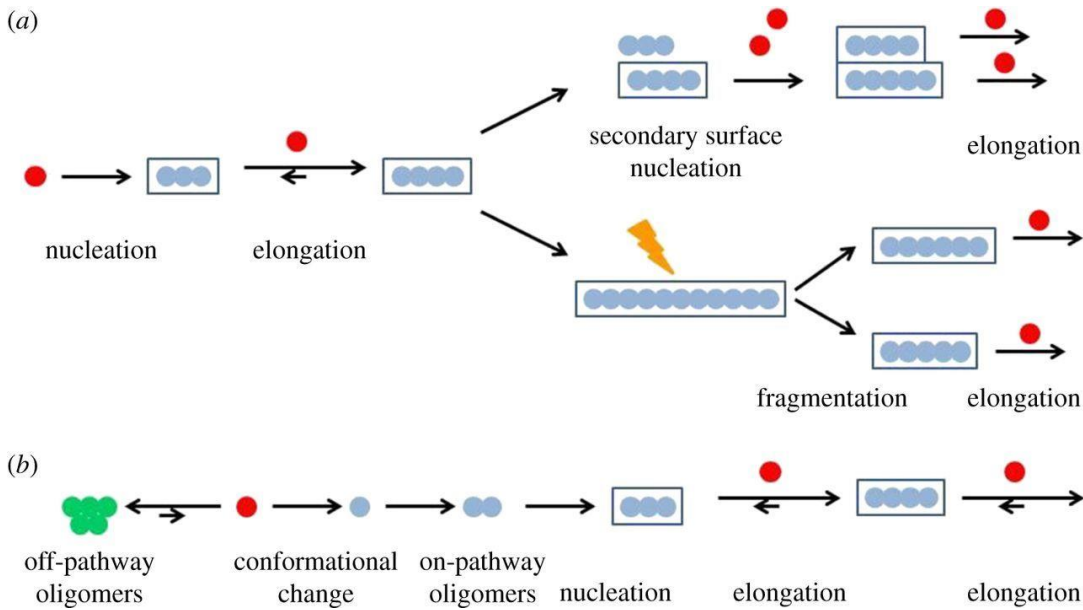 (a)
secondary surface
nucleation
elongation
nucleation
elongation
fragmentation
elongation
(b)
off-pathway
oligomers
conformational
change
on-pathway
oligomers
nucleation
elongation
elongation